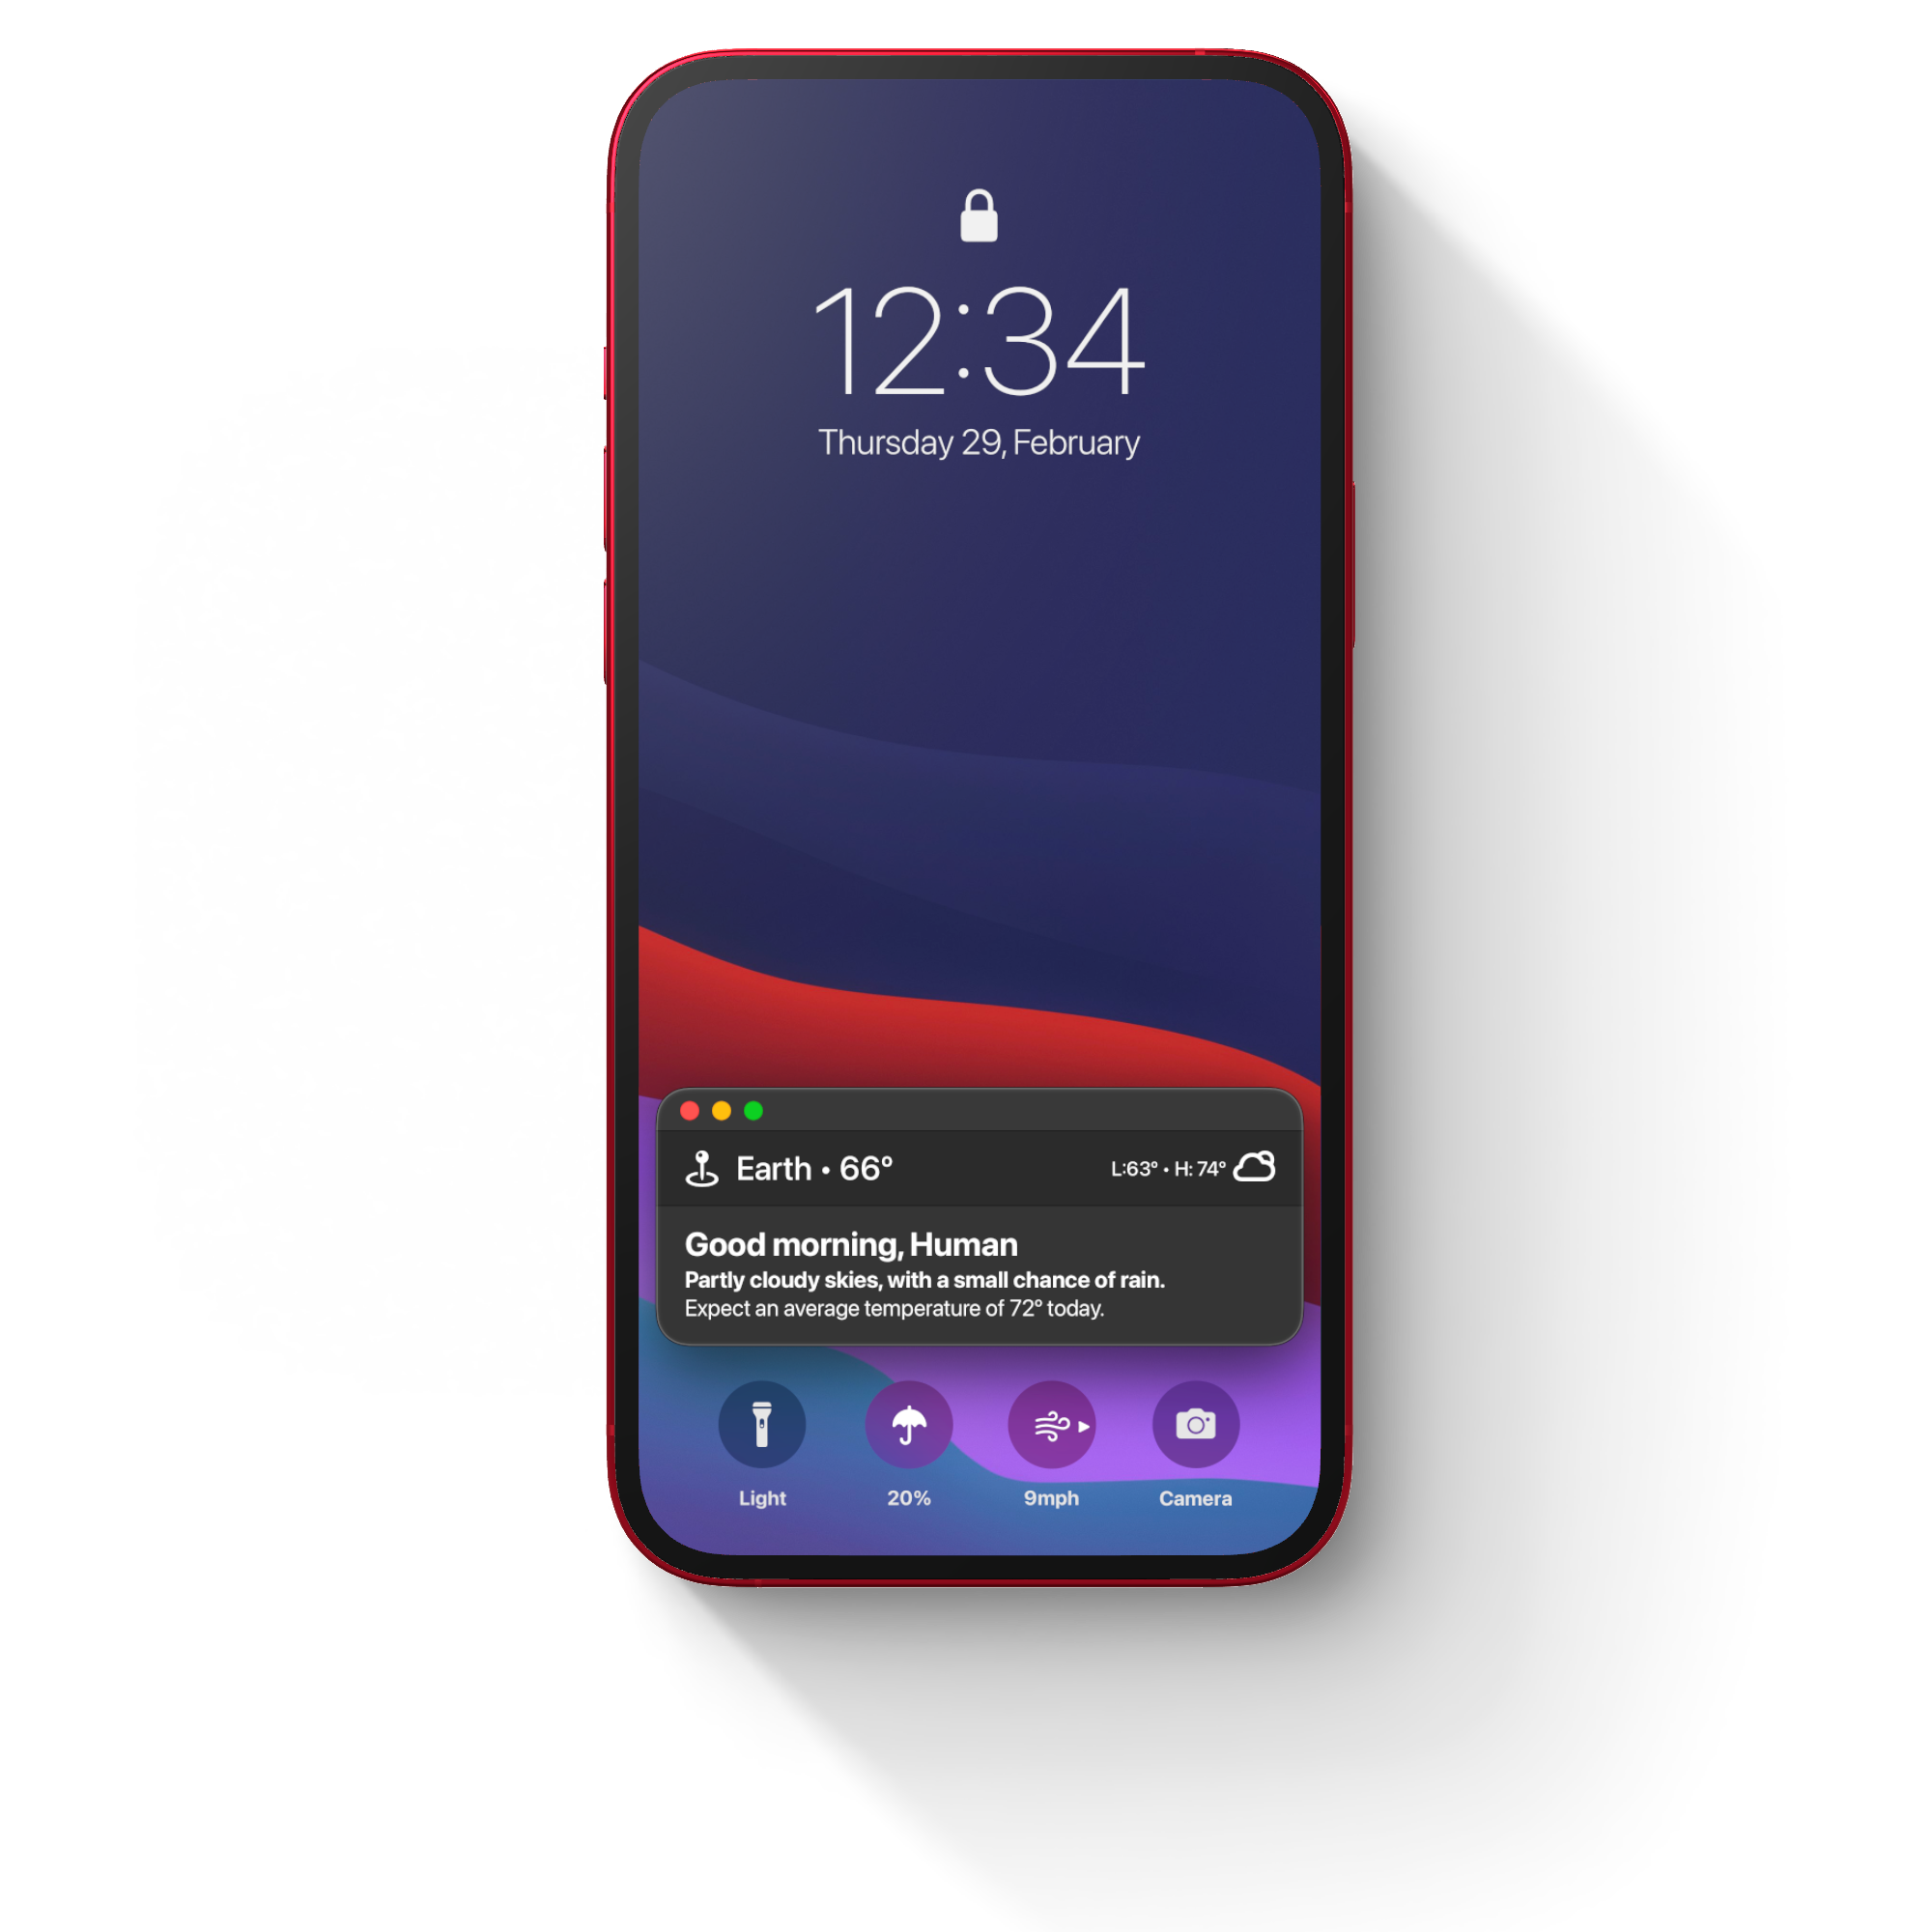 12:34
Thursday 29, February
Earth • 66°
L:63° • H: 74°
Good morning, Human
Partly cloudy skies, with a small chance of rain.
Expect an average temperature of 72° today.
Light
20%
9mph
Camera